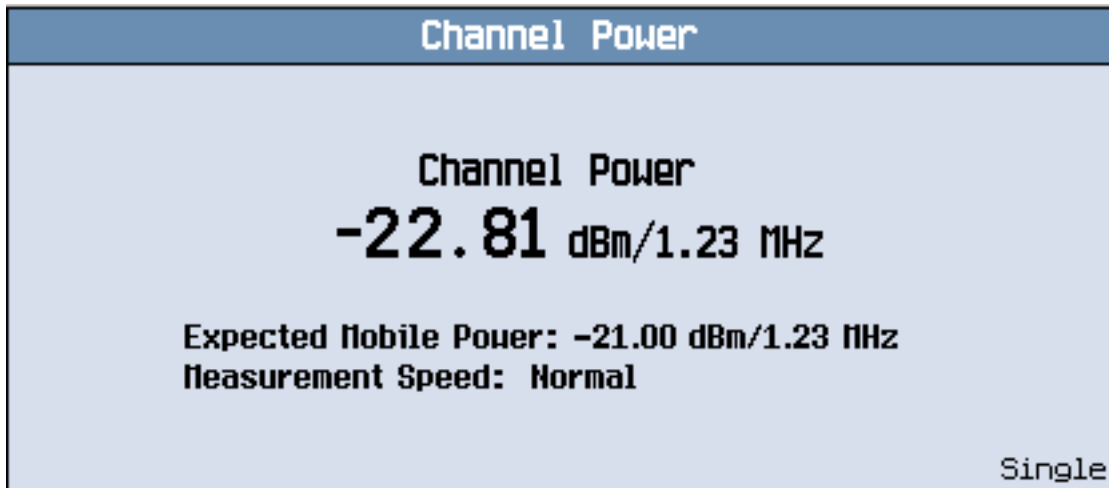 Channel Power
Channel Power
-22.81 dBm/1.23 MHz
Expected Mobile Power: -21.00 dBm/1.23 MHz
Measurement Speed: Normal
Single